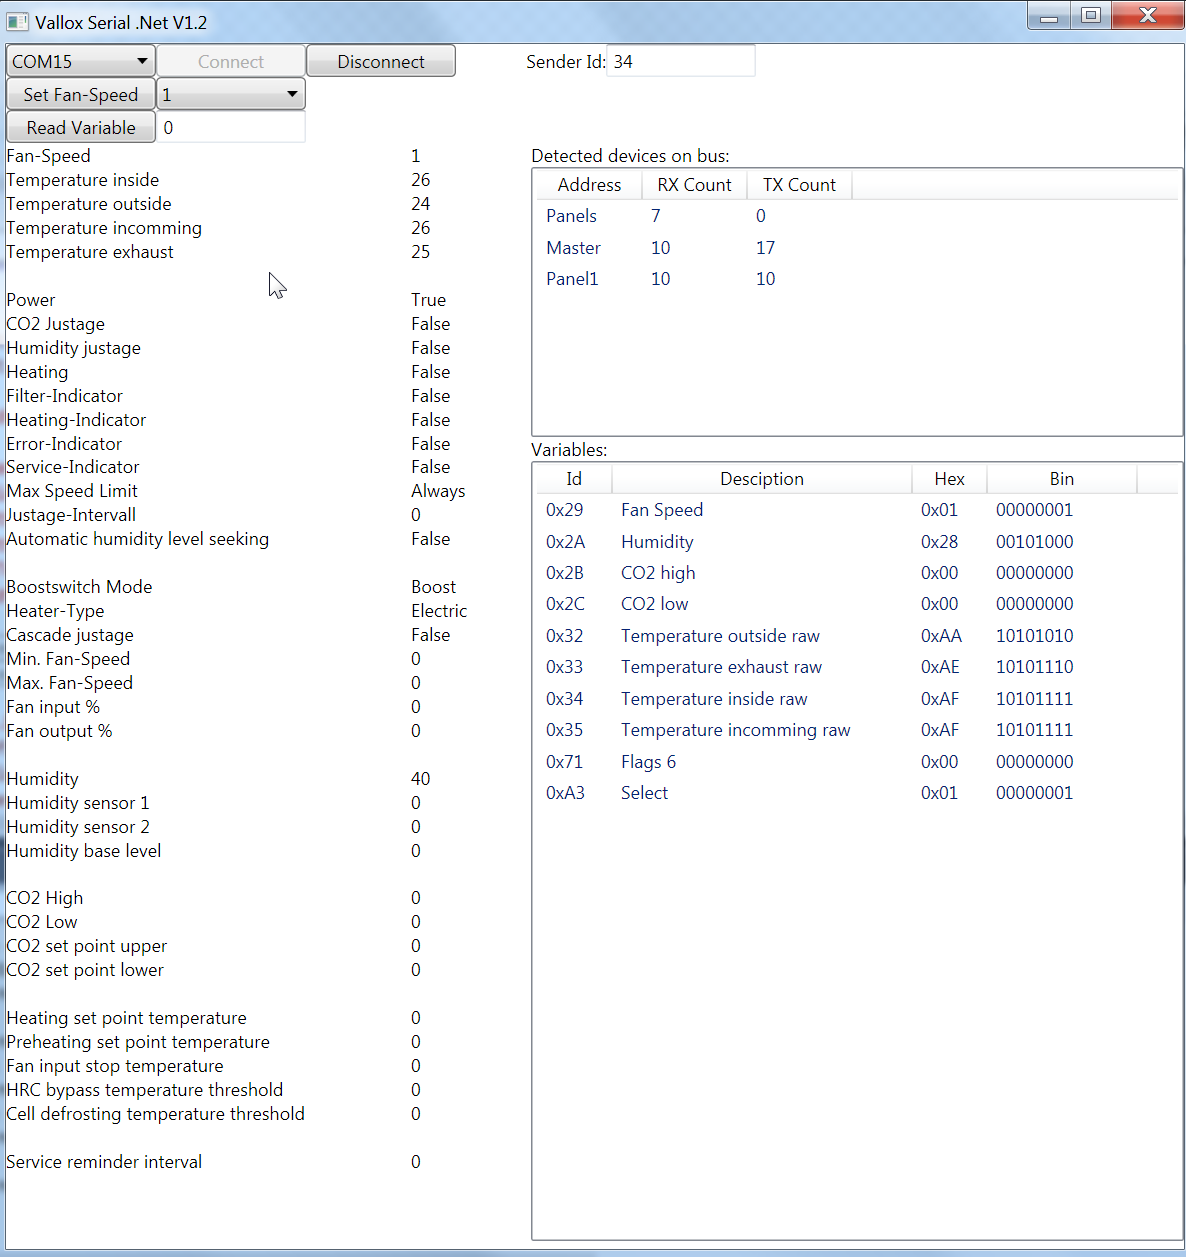 Vallox Serial .Net V1.2
COM15 Connect Disconnect Sender Id: 34
Set Fan-Speed 1
Read Variable 0
Fan-Speed 1
Temperature inside 26
Temperature outside 24
Temperature incomming 26
Temperature exhaust 25
Power True
CO2 Justage False
Humidity justage False
Heating False
Filter-Indicator False
Heating-Indicator False
Error-Indicator False
Service-Indicator False
Max Speed Limit Always
Justage-Intervall 0
Automatic humidity level seeking False
Boostswitch Mode Boost
Heater-Type Electric
Cascade justage False
Min. Fan-Speed 0
Max. Fan-Speed 0
Fan input % 0
Fan output % 0
Humidity 40
Humidity sensor 1 0
Humidity sensor 2 0
Humidity base level 0
CO2 High 0
CO2 Low 0
CO2 set point upper 0
CO2 set point lower 0
Heating set point temperature 0
Preheating set point temperature 0
Fan input stop temperature 0
HRC bypass temperature threshold 0
Cell defrosting temperature threshold 0
Service reminder interval 0
Detected devices on bus:
Address RX Count TX Count
Panels 7 0
Master 10 17
Panel1 10 10
Variables:
Id Desciption Hex Bin
0x29 Fan Speed 0x01 00000001
0x2A Humidity 0x28 00101000
0x2B CO2 high 0x00 00000000
0x2C CO2 low 0x00 00000000
0x32 Temperature outside raw 0xAA 10101010
0x33 Temperature exhaust raw 0xAE 10101110
0x34 Temperature inside raw 0xAF 10101111
0x35 Temperature incomming raw 0xAF 10101111
0x71 Flags 6 0x00 00000000
0xA3 Select 0x01 00000001